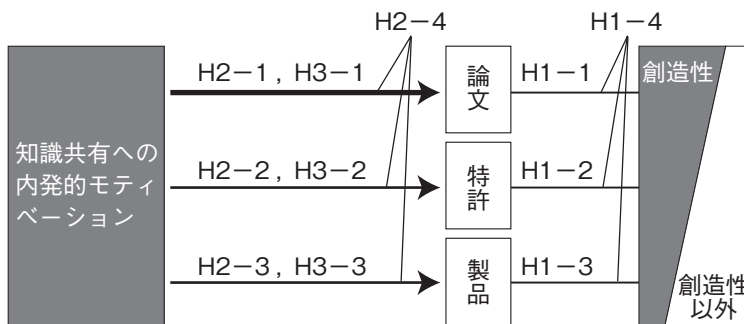 H2−4
H1−4
H2−1，H3−1
論文
H1−1
創造性
知識共有への
内発的モティ
ベーション
H2−2，H3−2
特許
H1−2
H2−3，H3−3
製品
H1−3
創造性
以外